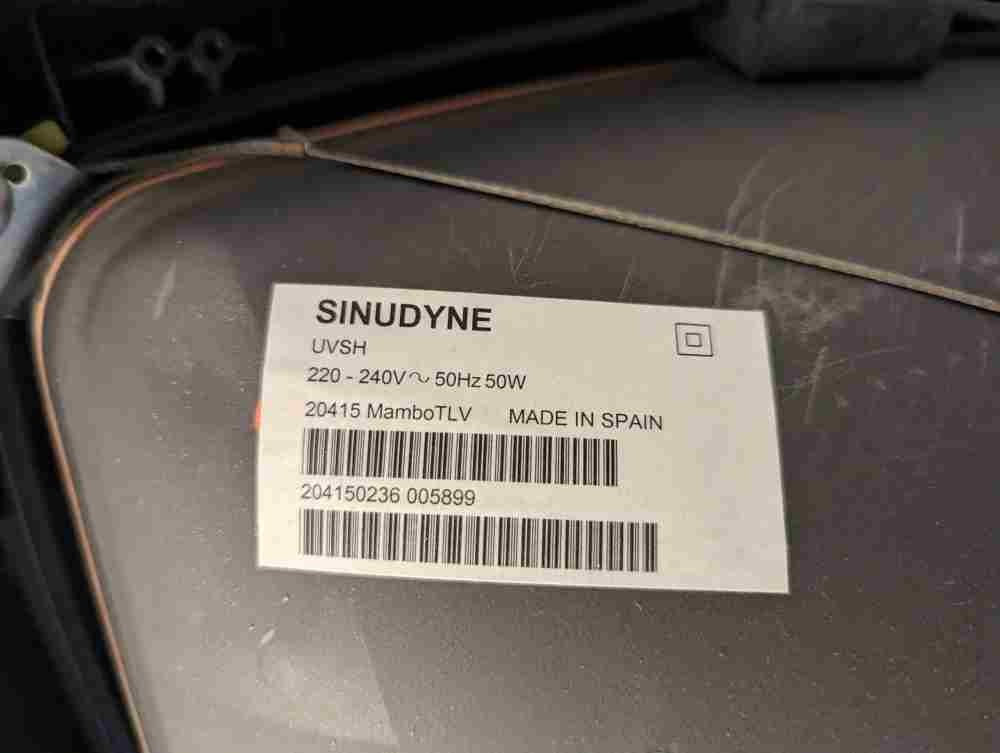 SINUDYNE
UVSH
220 - 240V～ 50Hz 50W
20415 MamboTLV MADE IN SPAIN
204150236 005899